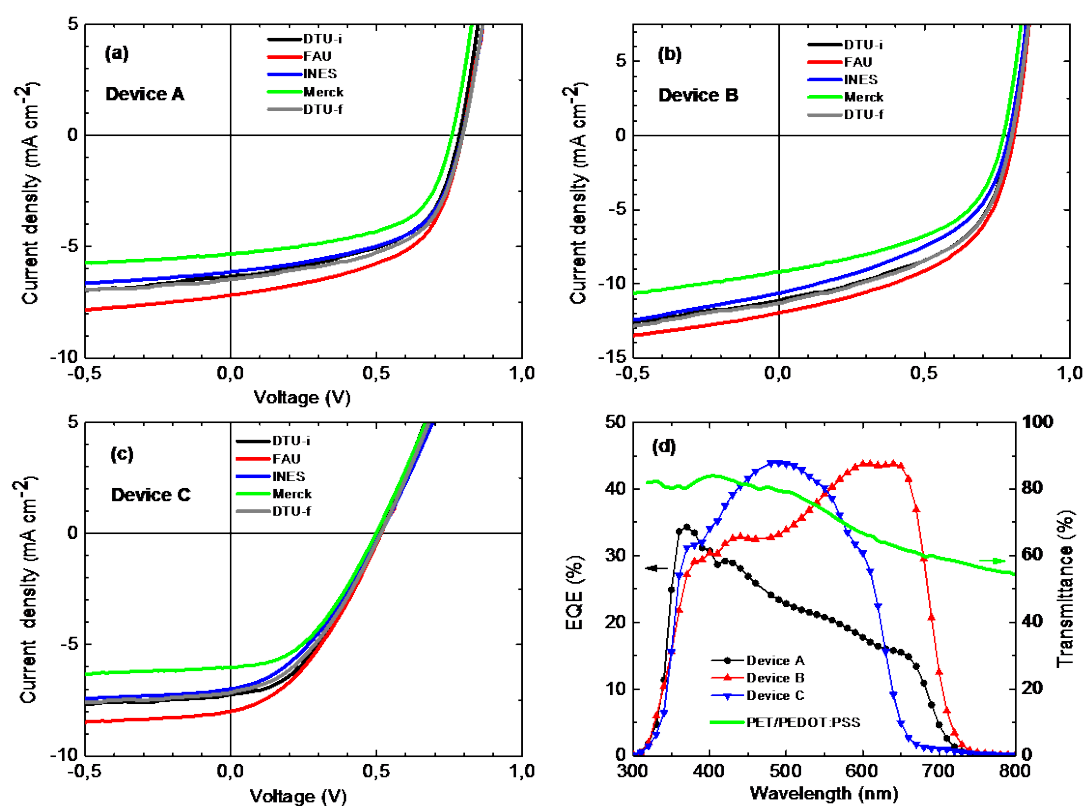 (a)
Device A
DTU-i
FAU
INES
Merck
DTU-f
Current density (mA cm⁻²)
5
0
-5
-10
-0,5
0,0
0,5
1,0
Voltage (V)
(b)
Device B
DTU-i
FAU
INES
Merck
DTU-f
Current density (mA cm⁻²)
5
0
-5
-10
-15
-0,5
0,0
0,5
1,0
Voltage (V)
(c)
Device C
DTU-i
FAU
INES
Merck
DTU-f
Current density (mA cm⁻²)
5
0
-5
-10
-0,5
0,0
0,5
1,0
Voltage (V)
(d)
EQE (%)
50
45
40
35
30
25
20
15
10
5
0
Device A
Device B
Device C
PET/PEDOT:PSS
100
80
60
40
20
0
Transmittance (%)
300
400
500
600
700
800
Wavelength (nm)